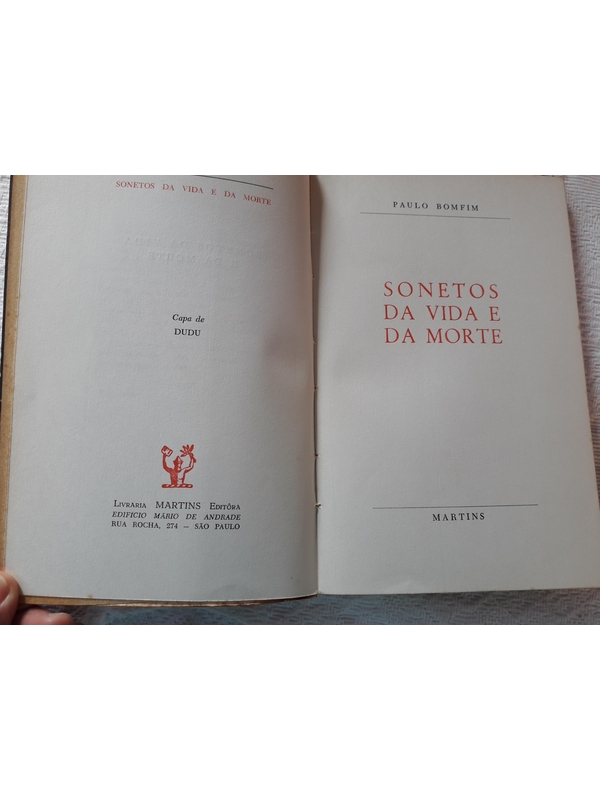 SONETOS DA VIDA E DA MORTE
Capa de
DUDU
LIVRARIA MARTINS EDITÔRA
EDIFÍCIO MÁRIO DE ANDRADE
RUA ROCHA, 274 — SÃO PAULO
PAULO BOMFIM
SONETOS
DA VIDA E
DA MORTE
MARTINS